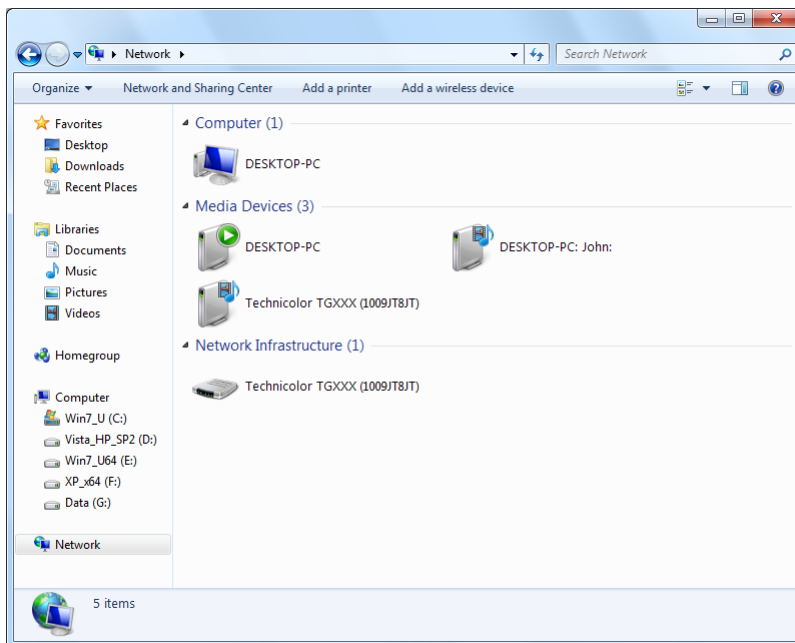 Network
Search Network
Organize
Network and Sharing Center
Add a printer
Add a wireless device
Favorites
Desktop
Downloads
Recent Places
Libraries
Documents
Music
Pictures
Videos
Homegroup
Computer
Win7_U (C:)
Vista_HP_SP2 (D:)
Win7_U64 (E:)
XP_x64 (F:)
Data (G:)
Network
Computer (1)
DESKTOP-PC
Media Devices (3)
DESKTOP-PC
DESKTOP-PC: John:
Technicolor TGXXX (1009JT8JT)
Network Infrastructure (1)
Technicolor TGXXX (1009JT8JT)
5 items